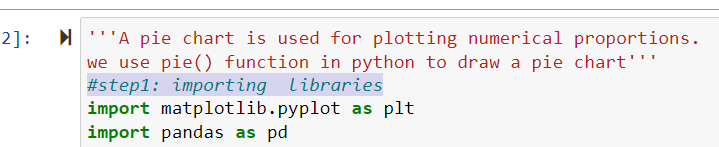 2]: '''A pie chart is used for plotting numerical proportions.
we use pie() function in python to draw a pie chart'''
#step1: importing  libraries
import matplotlib.pyplot as plt
import pandas as pd